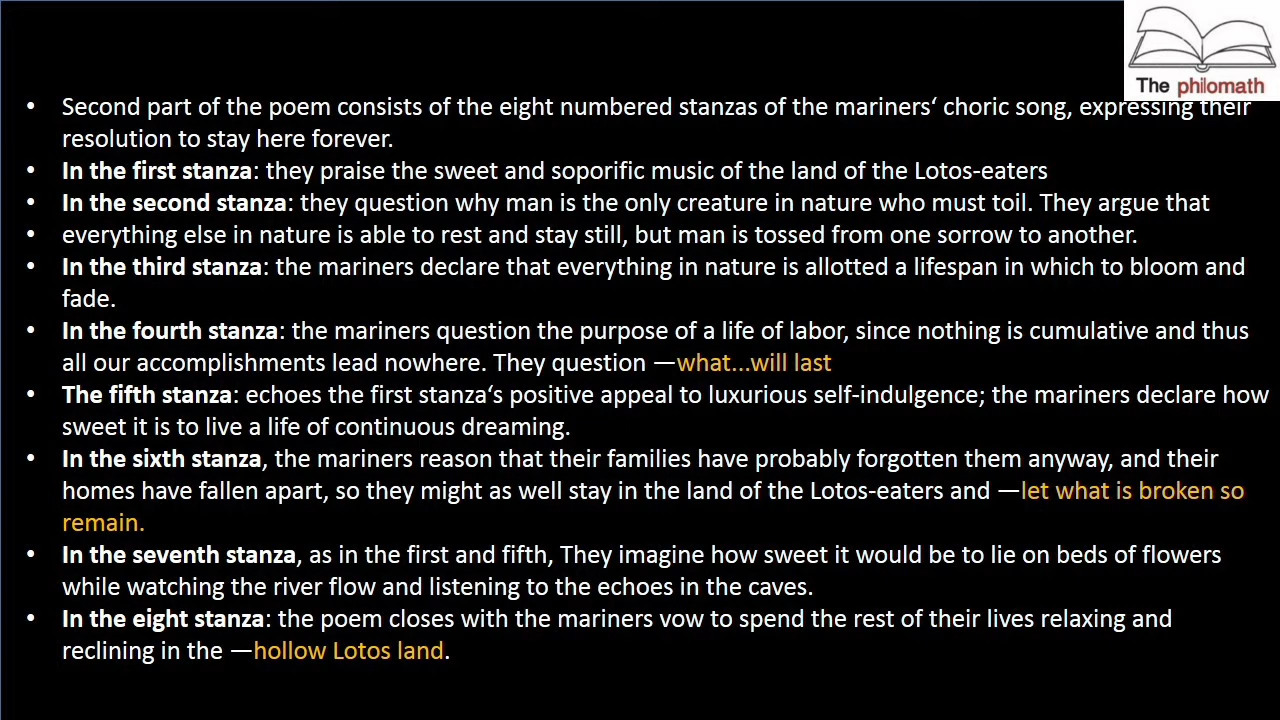 The philomath
• Second part of the poem consists of the eight numbered stanzas of the mariners‘ choric song, expressing their
resolution to stay here forever.
• In the first stanza: they praise the sweet and soporific music of the land of the Lotos-eaters
• In the second stanza: they question why man is the only creature in nature who must toil. They argue that
• everything else in nature is able to rest and stay still, but man is tossed from one sorrow to another.
• In the third stanza: the mariners declare that everything in nature is allotted a lifespan in which to bloom and
fade.
• In the fourth stanza: the mariners question the purpose of a life of labor, since nothing is cumulative and thus
all our accomplishments lead nowhere. They question —what...will last
• The fifth stanza: echoes the first stanza‘s positive appeal to luxurious self-indulgence; the mariners declare how
sweet it is to live a life of continuous dreaming.
• In the sixth stanza, the mariners reason that their families have probably forgotten them anyway, and their
homes have fallen apart, so they might as well stay in the land of the Lotos-eaters and —let what is broken so
remain.
• In the seventh stanza, as in the first and fifth, They imagine how sweet it would be to lie on beds of flowers
while watching the river flow and listening to the echoes in the caves.
• In the eight stanza: the poem closes with the mariners vow to spend the rest of their lives relaxing and
reclining in the —hollow Lotos land.